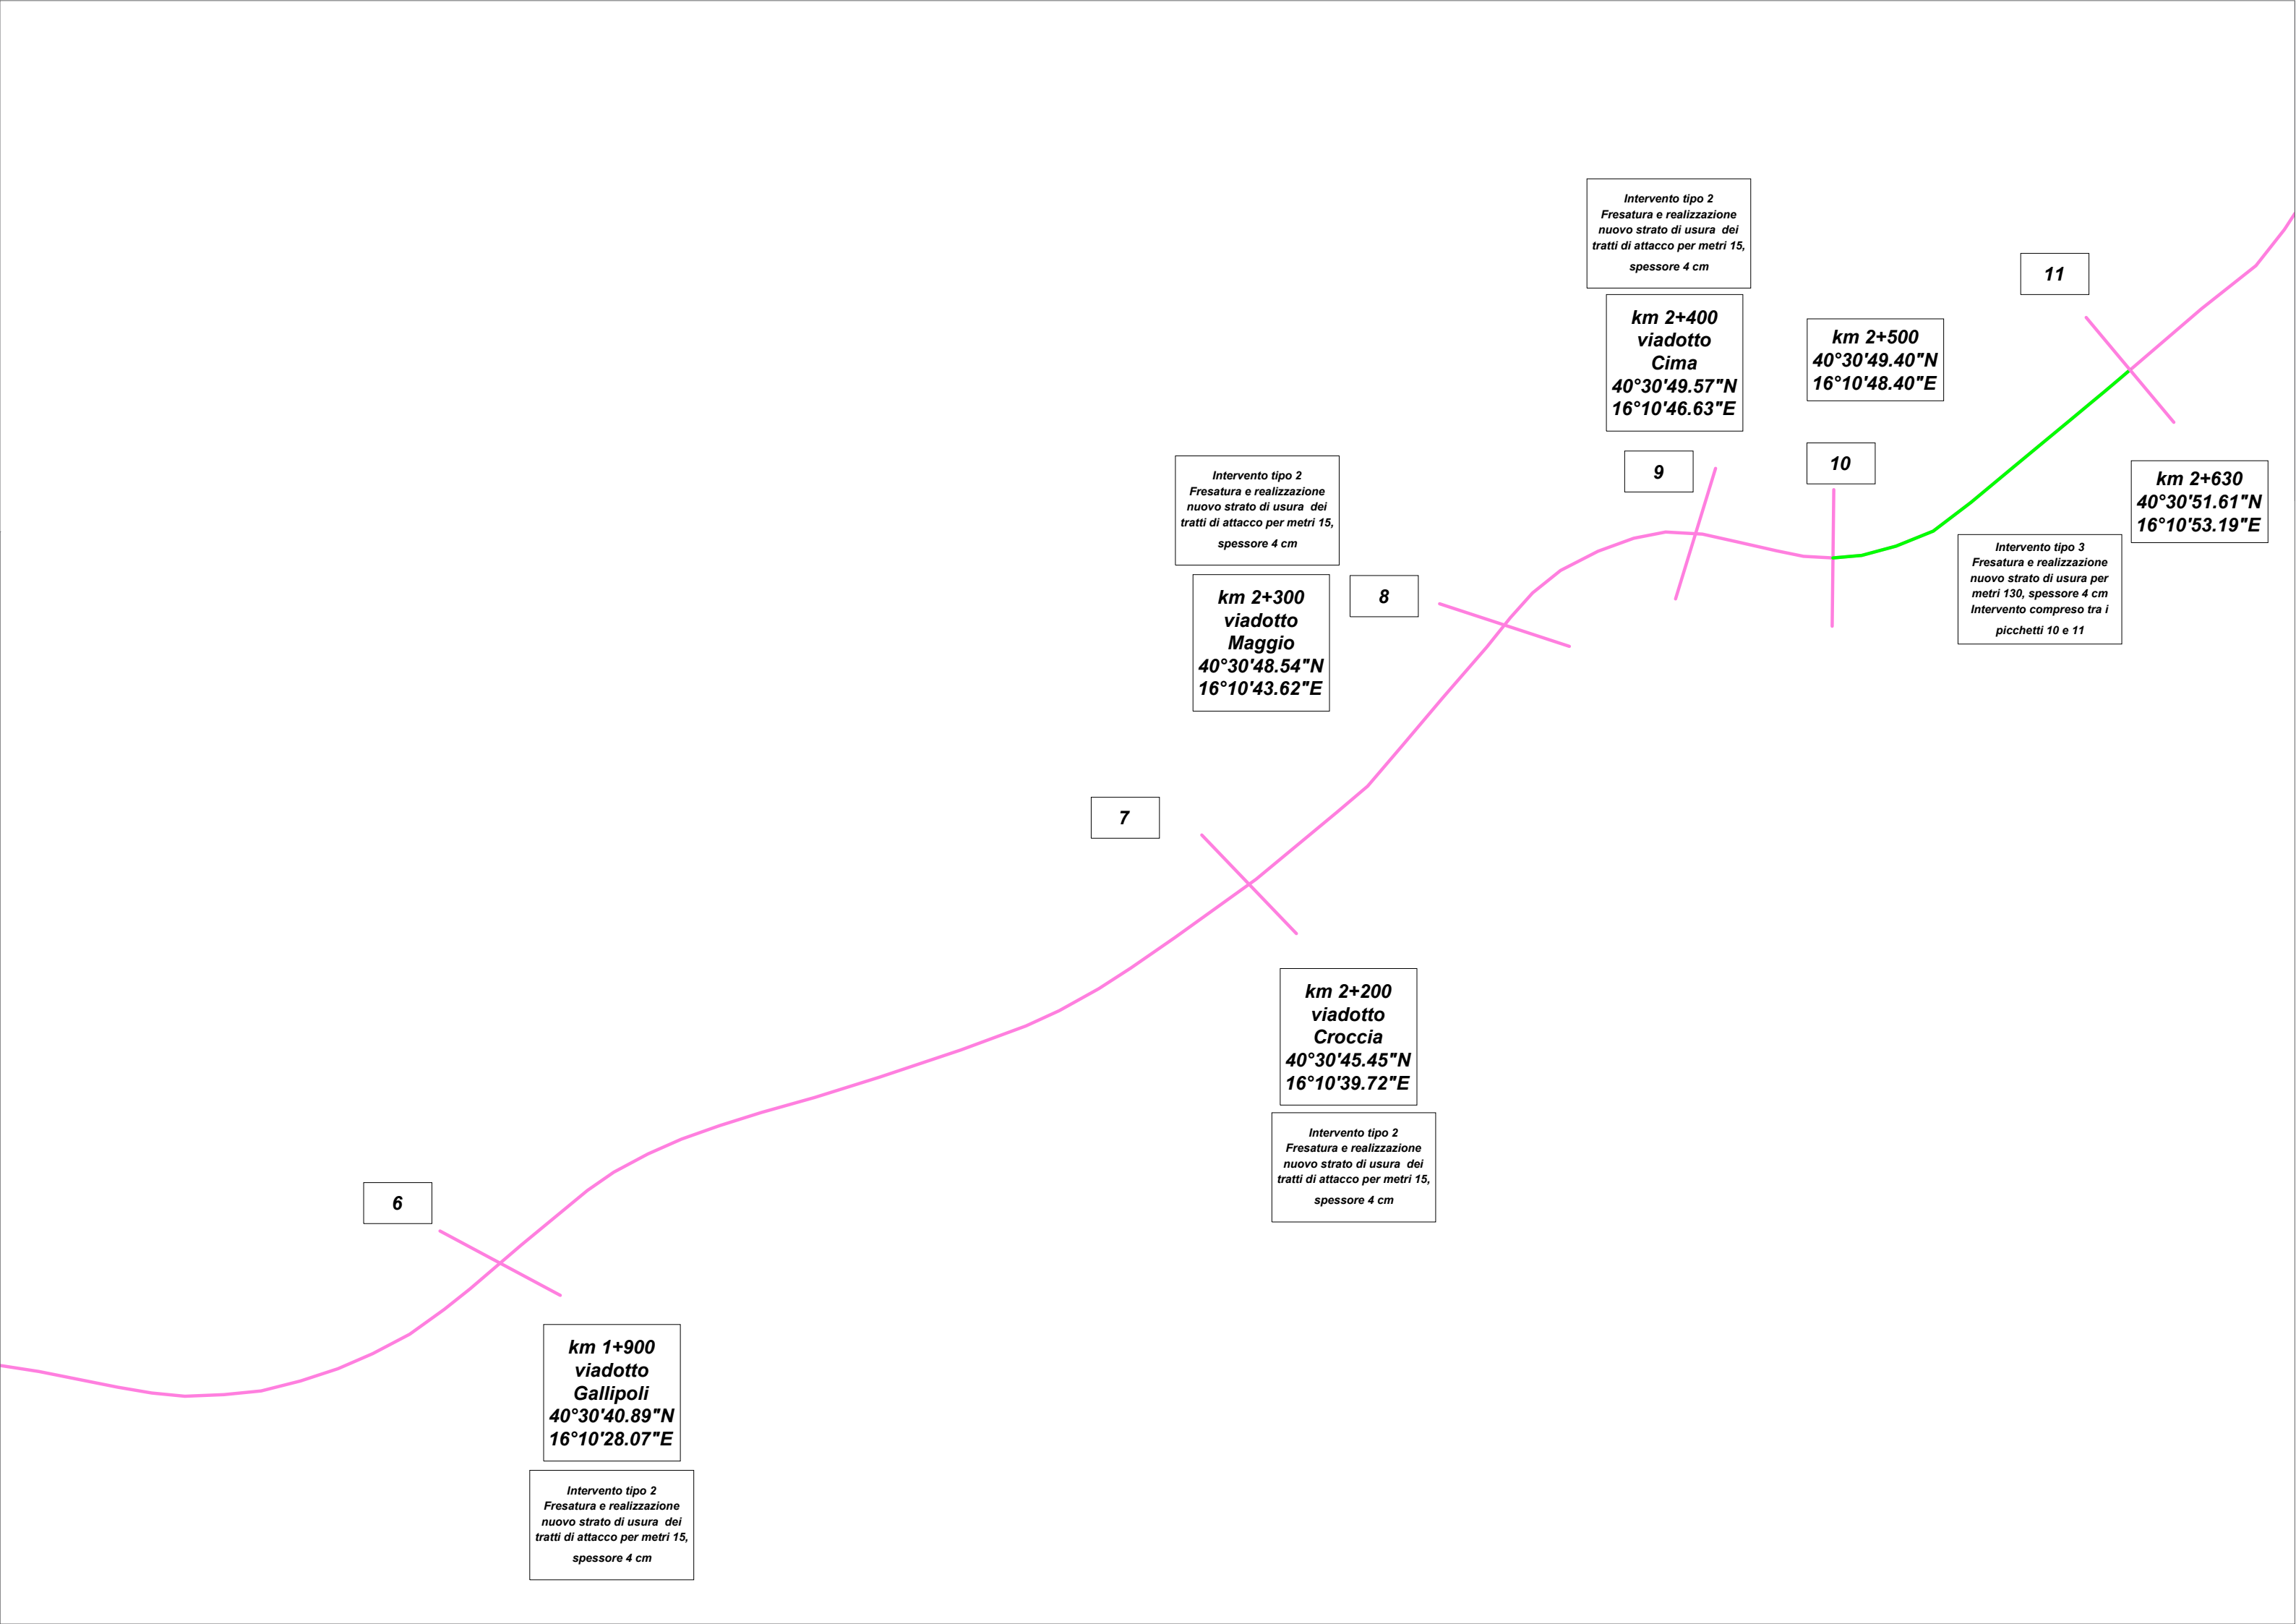 Intervento tipo 2
Fresatura e realizzazione
nuovo strato di usura  dei
tratti di attacco per metri 15,
spessore 4 cm
km 2+400
viadotto
Cima
40°30'49.57"N
16°10'46.63"E
9
km 2+500
40°30'49.40"N
16°10'48.40"E
10
11
km 2+630
40°30'51.61"N
16°10'53.19"E
Intervento tipo 3
Fresatura e realizzazione
nuovo strato di usura per
metri 130, spessore 4 cm
Intervento compreso tra i
picchetti 10 e 11
Intervento tipo 2
Fresatura e realizzazione
nuovo strato di usura  dei
tratti di attacco per metri 15,
spessore 4 cm
km 2+300
viadotto
Maggio
40°30'48.54"N
16°10'43.62"E
8
7
km 2+200
viadotto
Croccia
40°30'45.45"N
16°10'39.72"E
Intervento tipo 2
Fresatura e realizzazione
nuovo strato di usura  dei
tratti di attacco per metri 15,
spessore 4 cm
6
km 1+900
viadotto
Gallipoli
40°30'40.89"N
16°10'28.07"E
Intervento tipo 2
Fresatura e realizzazione
nuovo strato di usura  dei
tratti di attacco per metri 15,
spessore 4 cm